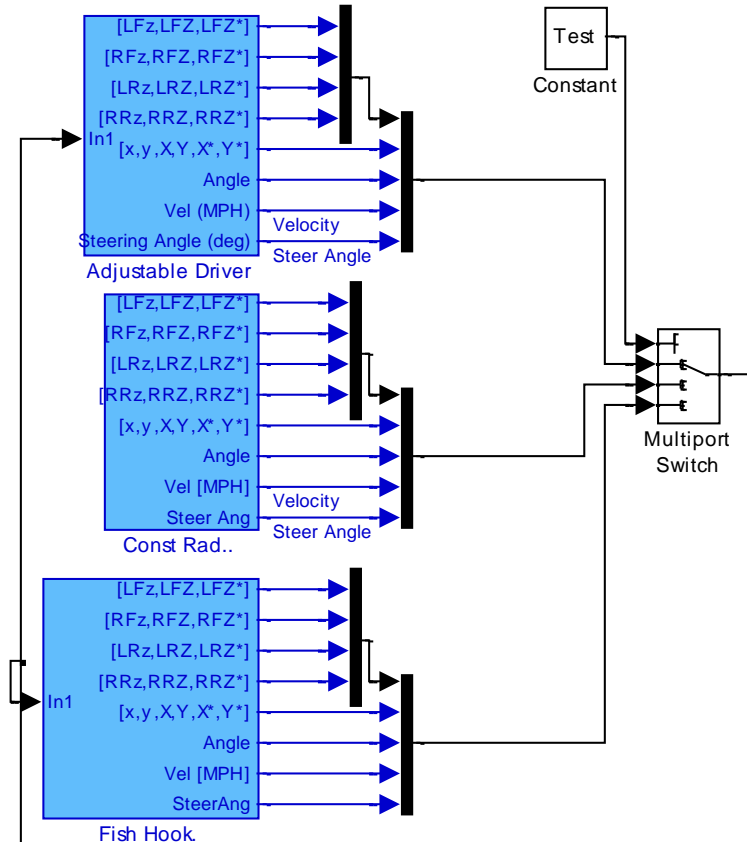 [LFz,LFZ,LFZ*]
[RFz,RFZ,RFZ*]
[LRz,LRZ,LRZ*]
[RRz,RRZ,RRZ*]
In1
[x,y,X,Y,X*,Y*]
Angle
Vel (MPH)
Velocity
Steering Angle (deg)
Steer Angle
Adjustable Driver
Test
Constant
[LFz,LFZ,LFZ*]
[RFz,RFZ,RFZ*]
[LRz,LRZ,LRZ*]
[RRz,RRZ,RRZ*]
[x,y,X,Y,X*,Y*]
Angle
Vel [MPH]
Velocity
Steer Ang
Steer Angle
Const Rad..
Multiport
Switch
[LFz,LFZ,LFZ*]
[RFz,RFZ,RFZ*]
[LRz,LRZ,LRZ*]
[RRz,RRZ,RRZ*]
In1
[x,y,X,Y,X*,Y*]
Angle
Vel [MPH]
SteerAng
Fish Hook.